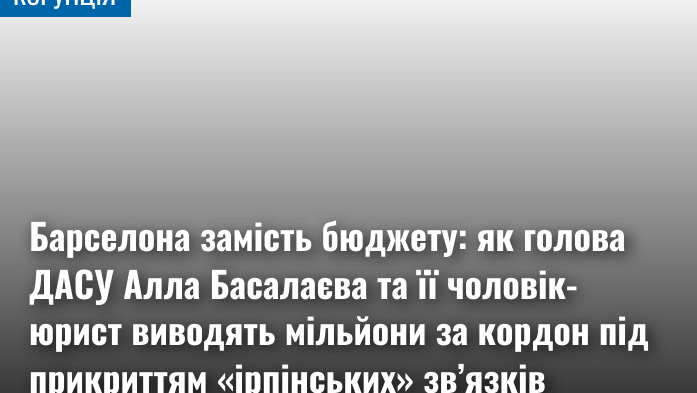 КОРУПЦІЯ
Барселона замість бюджету: як голова
ДАСУ Алла Басалаєва та її чоловік-
юрист виводять мільйони за кордон під
прикриттям «ірпінських» зв’язків